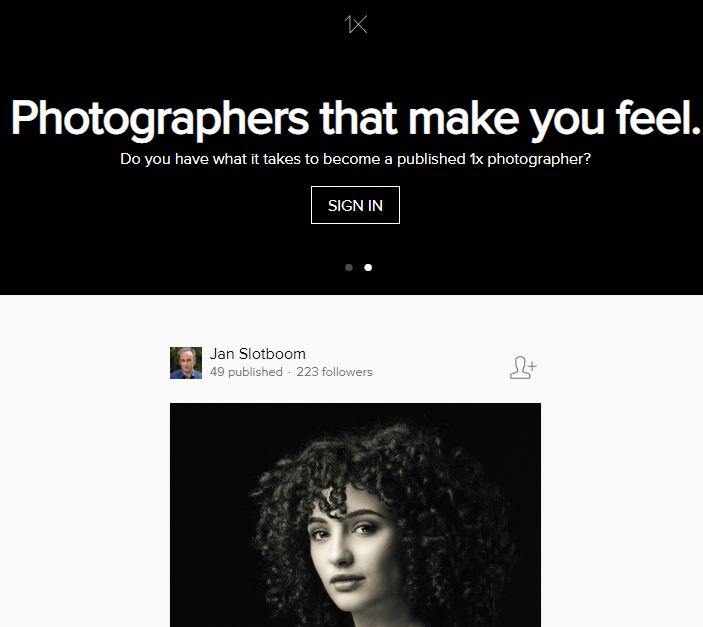 1x
Photographers that make you feel.
Do you have what it takes to become a published 1x photographer?
SIGN IN
Jan Slotboom
49 published · 223 followers